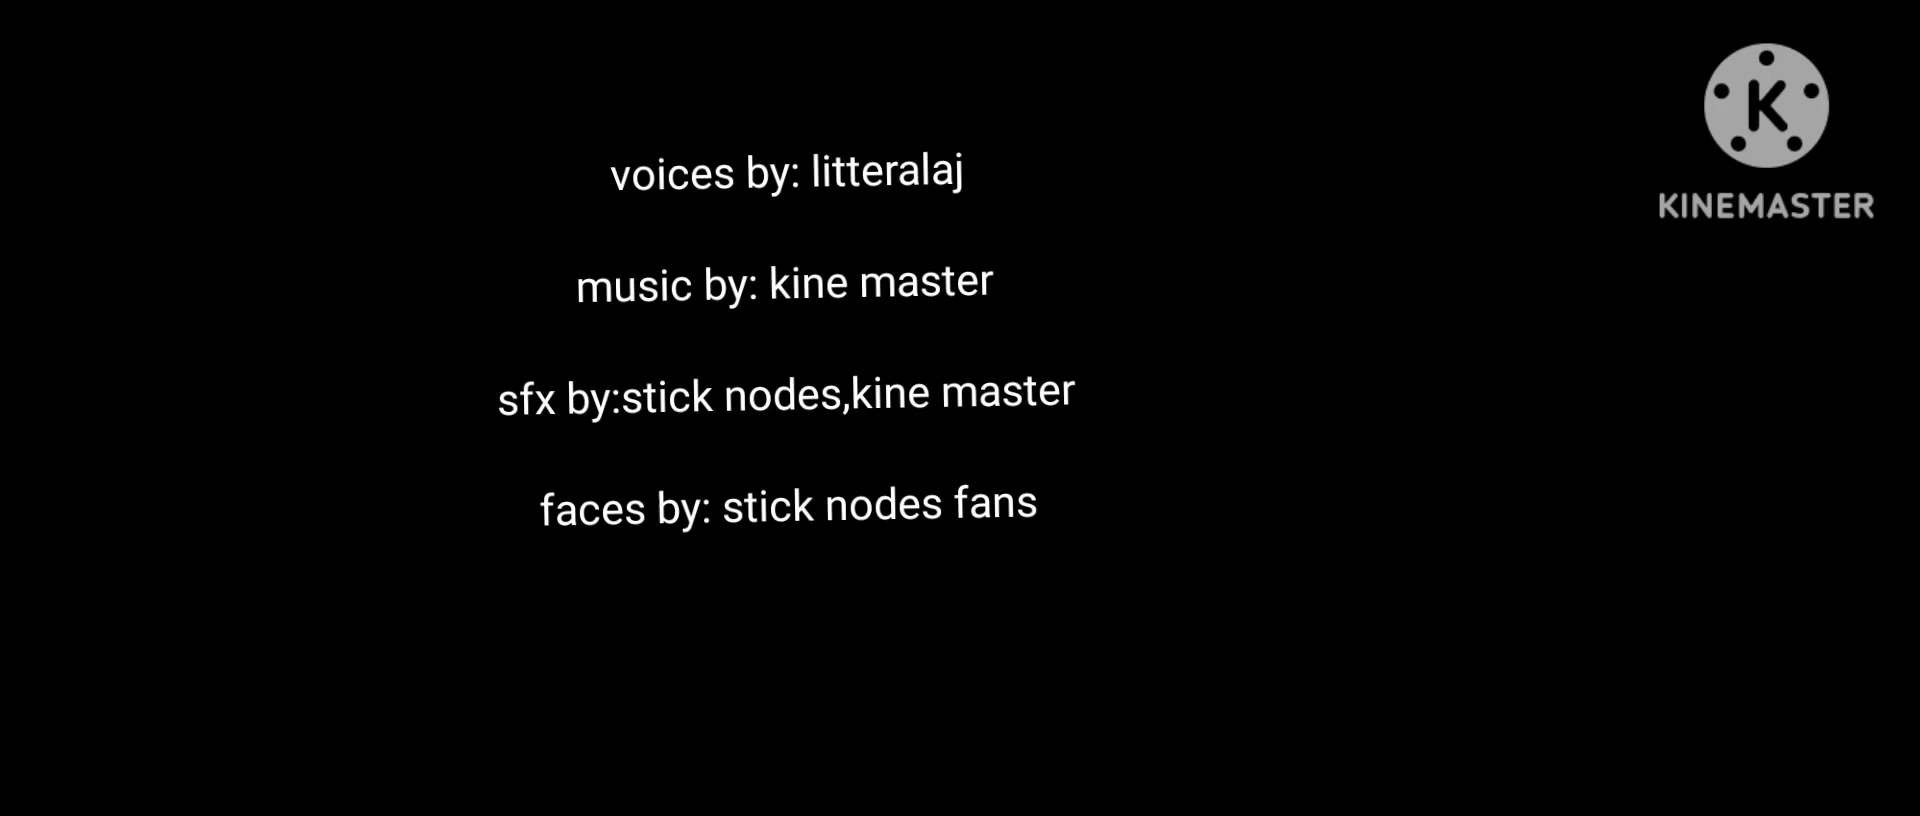 voices by: litteralaj
music by: kine master
sfx by:stick nodes,kine master
faces by: stick nodes fans
K
KINEMASTER